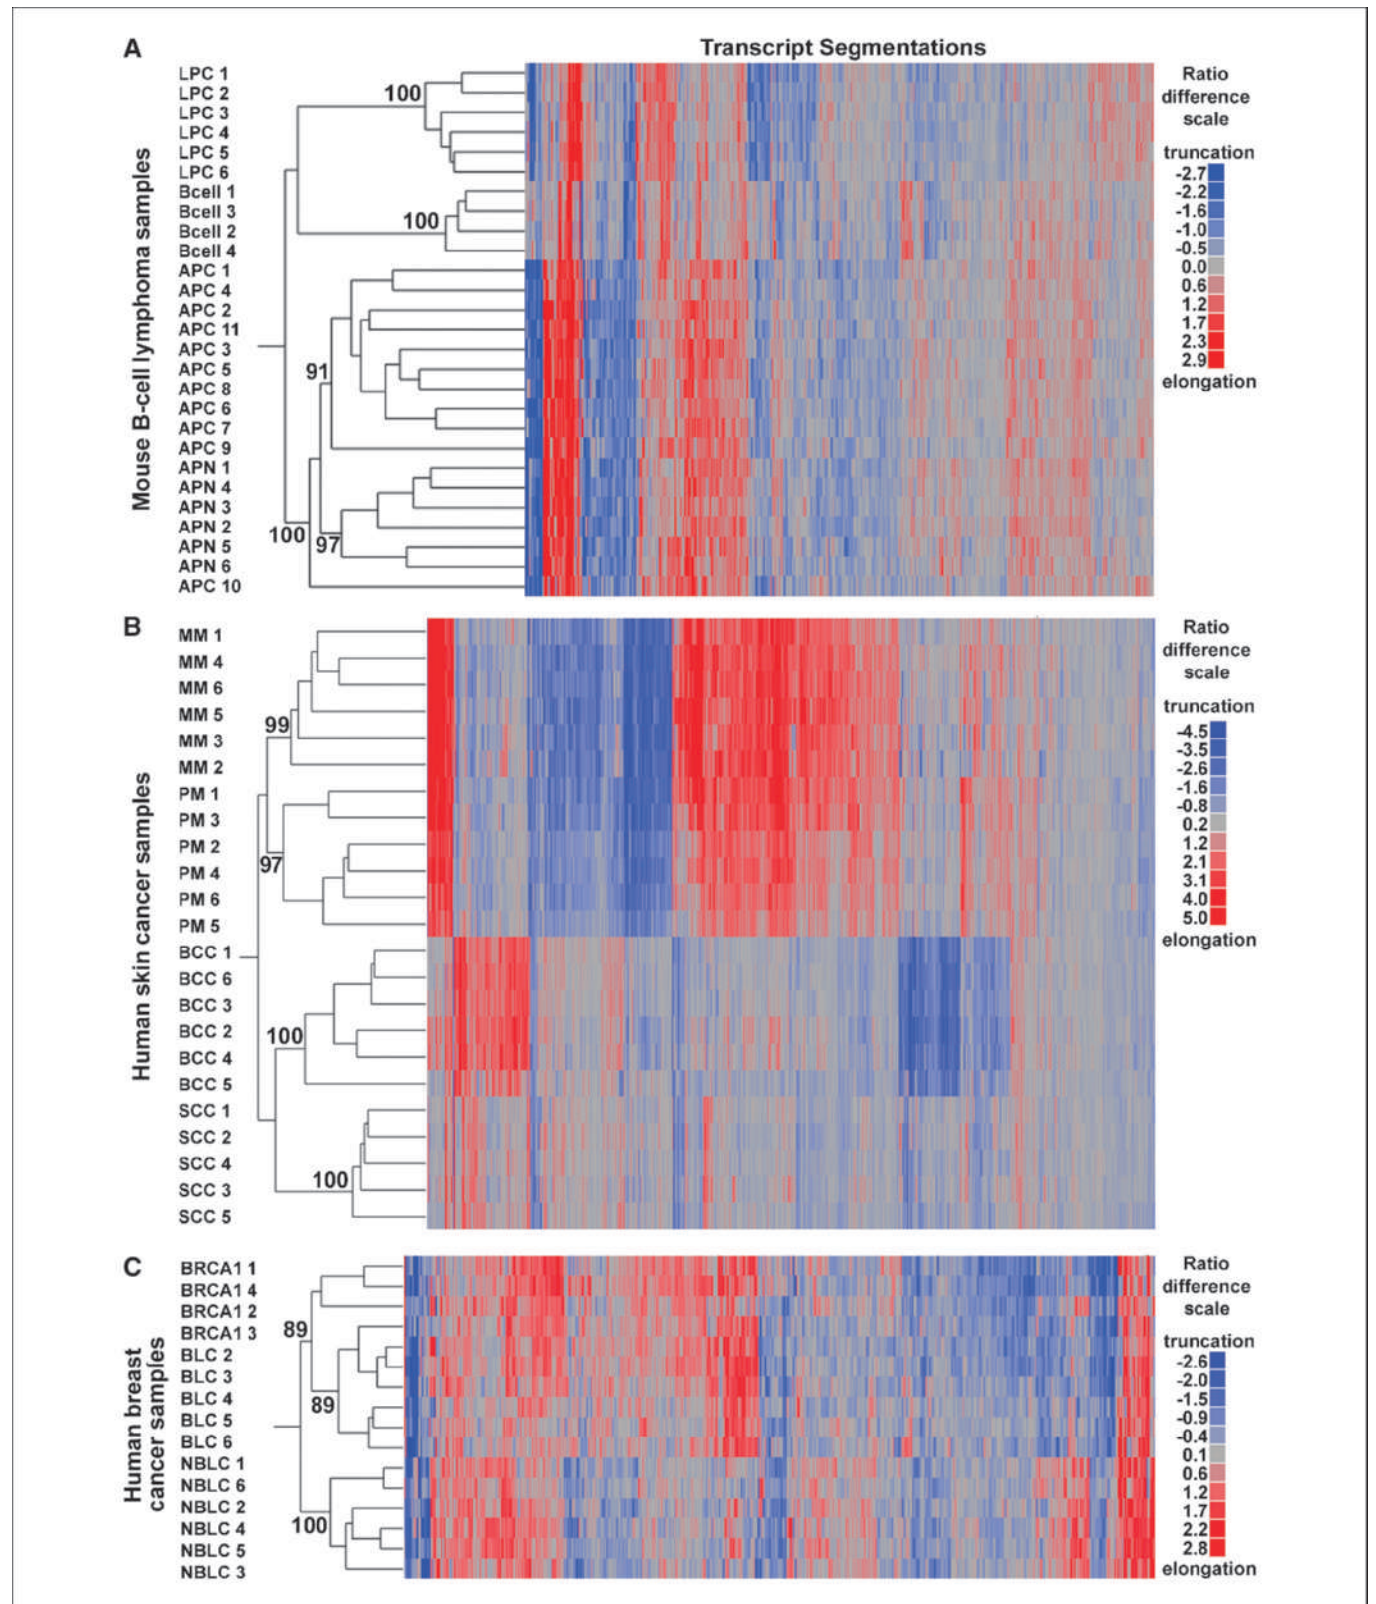 A
Transcript Segmentations
Mouse B-cell lymphoma samples
LPC 1
LPC 2
LPC 3
LPC 4
LPC 5
LPC 6
Bcell 1
Bcell 3
Bcell 2
Bcell 4
APC 1
APC 4
APC 2
APC 11
APC 3
APC 5
APC 8
APC 6
APC 7
APC 9
APN 1
APN 4
APN 3
APN 2
APN 5
APN 6
APC 10
100
100
91
100
97
Ratio
difference
scale
truncation
-2.7
-2.2
-1.6
-1.0
-0.5
0.0
0.6
1.2
1.7
2.3
2.9
elongation
B
Human skin cancer samples
MM 1
MM 4
MM 6
MM 5
MM 3
MM 2
PM 1
PM 3
PM 2
PM 4
PM 6
PM 5
BCC 1
BCC 6
BCC 3
BCC 2
BCC 4
BCC 5
SCC 1
SCC 2
SCC 4
SCC 3
SCC 5
99
97
100
100
Ratio
difference
scale
truncation
-4.5
-3.5
-2.6
-1.6
-0.8
0.2
1.2
2.1
3.1
4.0
5.0
elongation
C
Human breast
cancer samples
BRCA1 1
BRCA1 4
BRCA1 2
BRCA1 3
BLC 2
BLC 3
BLC 4
BLC 5
BLC 6
NBLC 1
NBLC 6
NBLC 2
NBLC 4
NBLC 5
NBLC 3
89
89
100
Ratio
difference
scale
truncation
-2.6
-2.0
-1.5
-0.9
-0.4
0.1
0.6
1.2
1.7
2.2
2.8
elongation